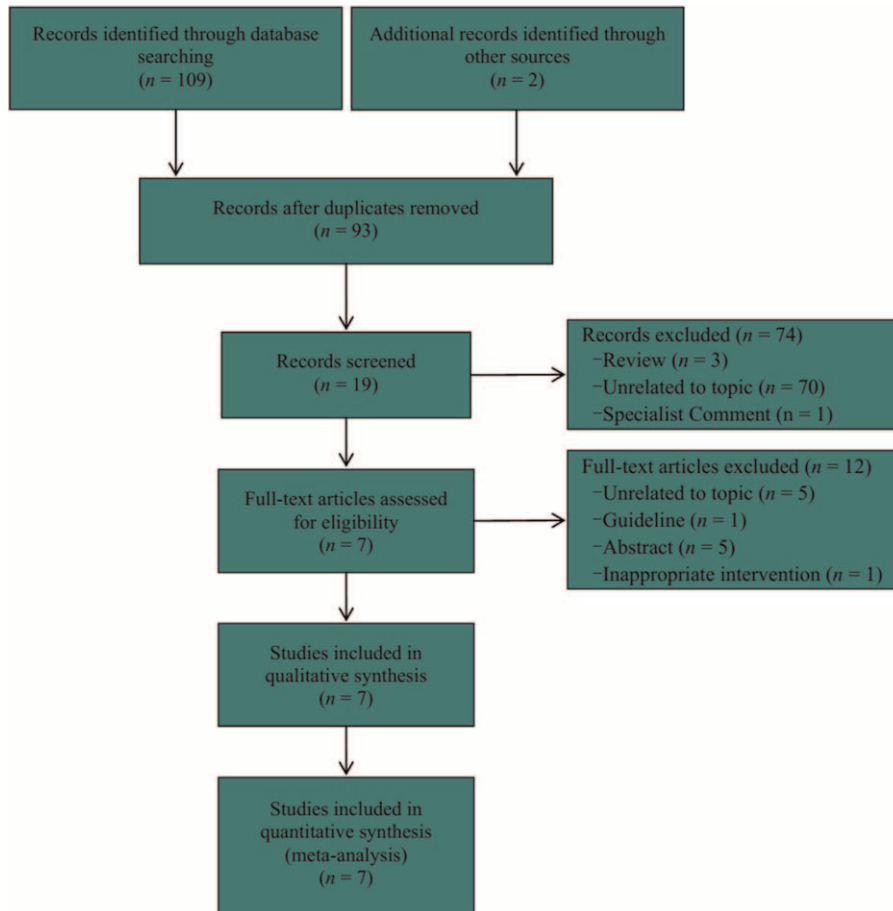 Records identified through database
searching
(n = 109)
Additional records identified through
other sources
(n = 2)
Records after duplicates removed
(n = 93)
Records screened
(n = 19)
Records excluded (n = 74)
−Review (n = 3)
−Unrelated to topic (n = 70)
−Specialist Comment (n = 1)
Full-text articles assessed
for eligibility
(n = 7)
Full-text articles excluded (n = 12)
−Unrelated to topic (n = 5)
−Guideline (n = 1)
−Abstract (n = 5)
−Inappropriate intervention (n = 1)
Studies included in
qualitative synthesis
(n = 7)
Studies included in
quantitative synthesis
(meta-analysis)
(n = 7)